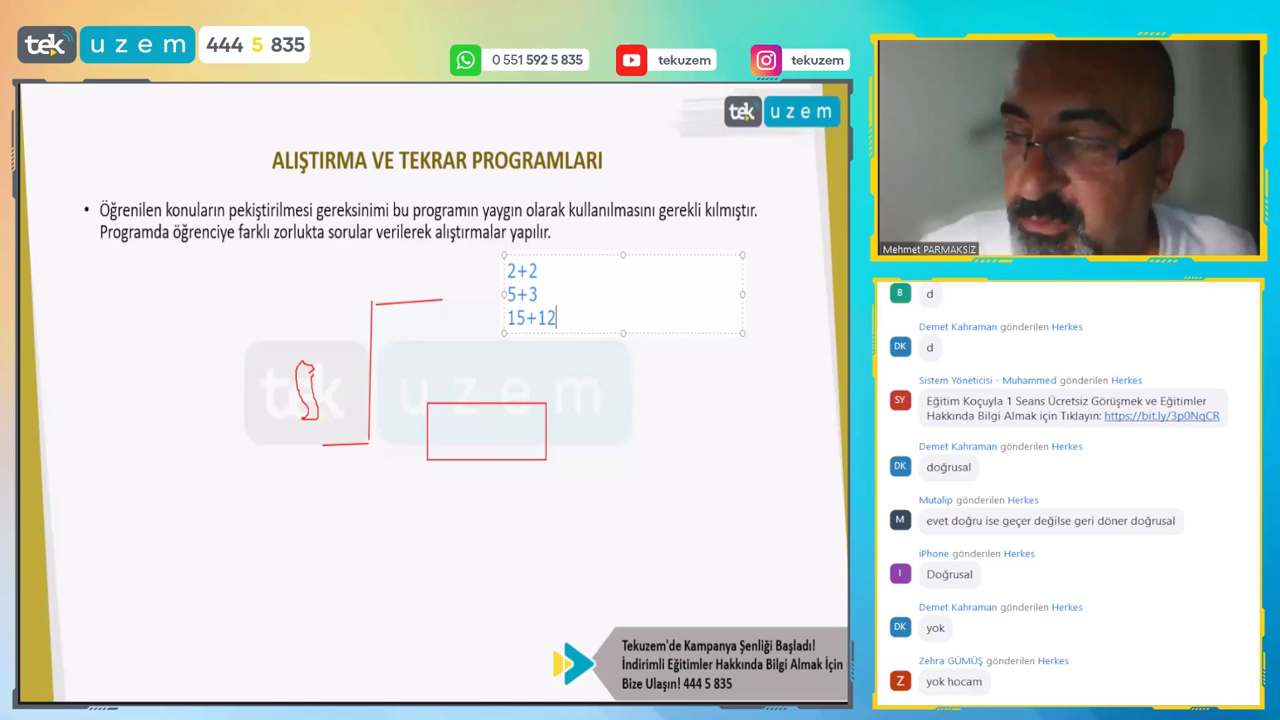 tek uzem 444 5 835
0 551 592 5 835
tekuzem
tekuzem
tek uzem
ALIŞTIRMA VE TEKRAR PROGRAMLARI
• Öğrenilen konuların pekiştirilmesi gereksinimi bu programın yaygın olarak kullanılmasını gerekli kılmıştır.
Programda öğrenciye farklı zorlukta sorular verilerek alıştırmalar yapılır.
2+2
5+3
15+12
tek uzem
Tekuzem'de Kampanya Şenliği Başladı!
İndirimli Eğitimler Hakkında Bilgi Almak İçin
Bize Ulaşın! 444 5 835
Mehmet PARMAKSİZ
B
d
Demet Kahraman gönderilen Herkes
DK
d
Sistem Yöneticisi - Muhammed gönderilen Herkes
SY
Eğitim Koçuyla 1 Seans Ücretsiz Görüşmek ve Eğitimler
Hakkında Bilgi Almak için Tıklayın: https://bit.ly/3p0NqCR
Demet Kahraman gönderilen Herkes
DK
doğrusal
Mutalip gönderilen Herkes
M
evet doğru ise geçer değilse geri döner doğrusal
iPhone gönderilen Herkes
I
Doğrusal
Demet Kahraman gönderilen Herkes
DK
yok
Zehra GÜMÜŞ gönderilen Herkes
Z
yok hocam